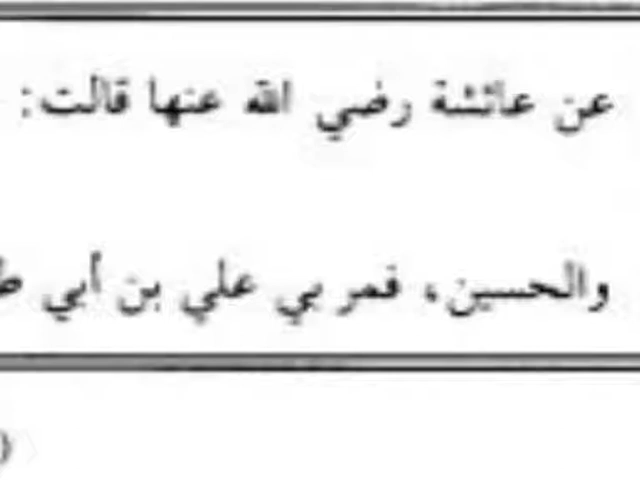 عن عائشة رضي الله عنها قالت:
والحسين، فمر بي علي بن أبي